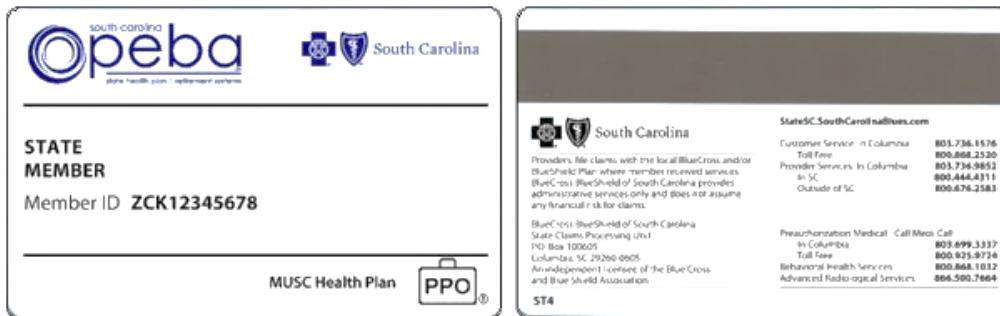 south carolina
peba
state health plan | retirement systems
South Carolina
STATE
MEMBER
Member ID ZCK12345678
MUSC Health Plan
PPO
®
South Carolina
Providers, file claims with the local BlueCross and/or
BlueShield Plan where member received services.
BlueCross BlueShield of South Carolina provides
administrative services only and does not assume
any financial risk for claims.
BlueCross BlueShield of South Carolina
State Claims Processing Unit
PO Box 100605
Columbia, SC 29260-0605
An independent licensee of the Blue Cross
and Blue Shield Association.
ST4
StateSC.SouthCarolinaBlues.com
Customer Service In Columbia 803.736.1576
Toll Free 800.868.2520
Provider Services In Columbia 803.736.9852
In SC 800.444.4311
Outside of SC 800.676.2583
Preauthorization Medical Call Medi-Call
In Columbia 803.699.3337
Toll Free 800.925.9724
Behavioral Health Services 800.868.1032
Advanced Radiological Services 866.500.7664